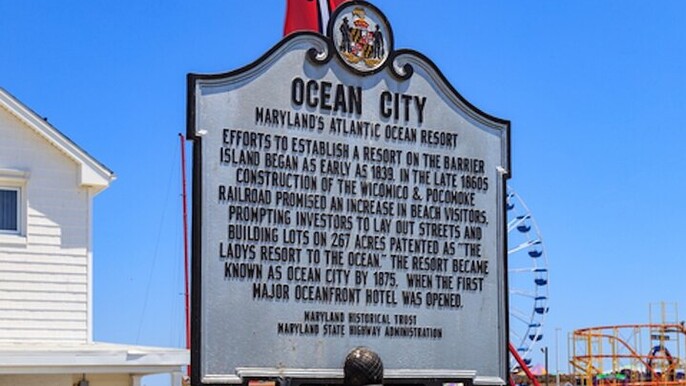 OCEAN CITY
MARYLAND'S ATLANTIC OCEAN RESORT
EFFORTS TO ESTABLISH A RESORT ON THE BARRIER
ISLAND BEGAN AS EARLY AS 1839. IN THE LATE 1860S
CONSTRUCTION OF THE WICOMICO & POCOMOKE
RAILROAD PROMISED AN INCREASE IN BEACH VISITORS,
PROMPTING INVESTORS TO LAY OUT STREETS AND
BUILDING LOTS ON 267 ACRES PATENTED AS "THE
LADYS RESORT TO THE OCEAN." THE RESORT BECAME
KNOWN AS OCEAN CITY BY 1875. WHEN THE FIRST
MAJOR OCEANFRONT HOTEL WAS OPENED.
MARYLAND HISTORICAL TRUST
MARYLAND STATE HIGHWAY ADMINISTRATION